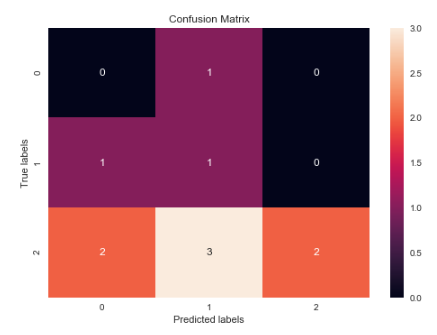 Confusion Matrix
3.0
0 0 1 0
2.5
2.0
True labels
1 1 1 0
1.5
1.0
2 2 3 2
0.5
0.0
0 1 2
Predicted labels